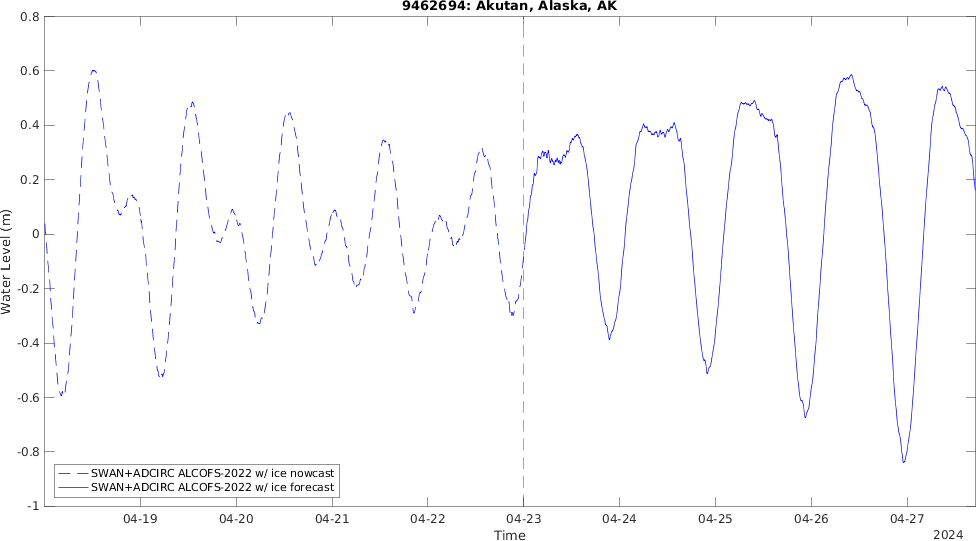 9462694: Akutan, Alaska, AK
0.8
0.6
0.4
0.2
0
-0.2
-0.4
-0.6
-0.8
-1
Water Level (m)
SWAN+ADCIRC ALCOFS-2022 w/ ice nowcast
SWAN+ADCIRC ALCOFS-2022 w/ ice forecast
04-19 04-20 04-21 04-22 04-23 04-24 04-25 04-26 04-27
Time
2024